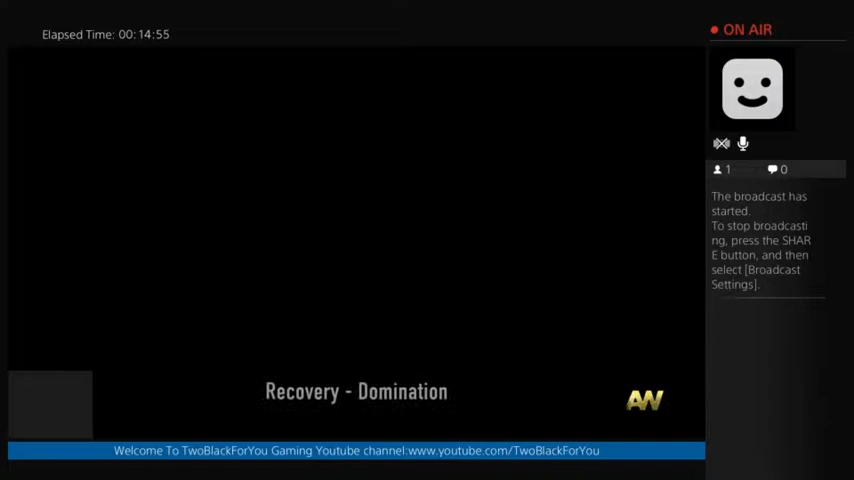 Elapsed Time: 00:14:55
ON AIR
1
0
The broadcast has
started.
To stop broadcasti
ng, press the SHAR
E button, and then
select [Broadcast
Settings].
Recovery - Domination
AW
Welcome To TwoBlackForYou Gaming Youtube channel:www.youtube.com/TwoBlackForYou